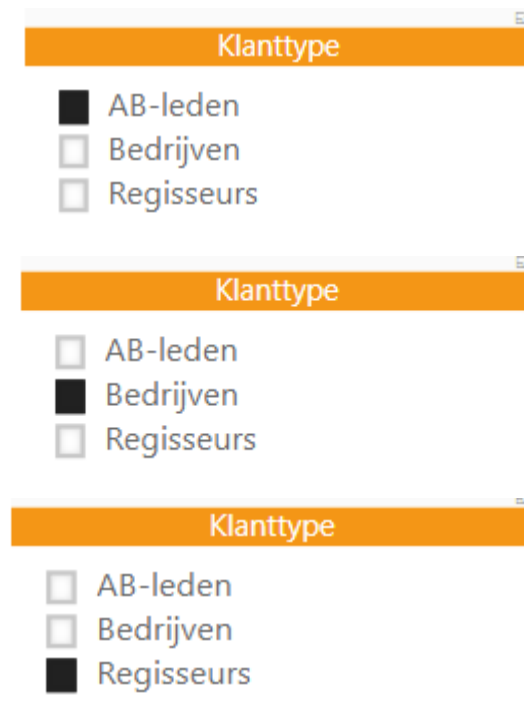 Klanttype
AB-leden
Bedrijven
Regisseurs
Klanttype
AB-leden
Bedrijven
Regisseurs
Klanttype
AB-leden
Bedrijven
Regisseurs